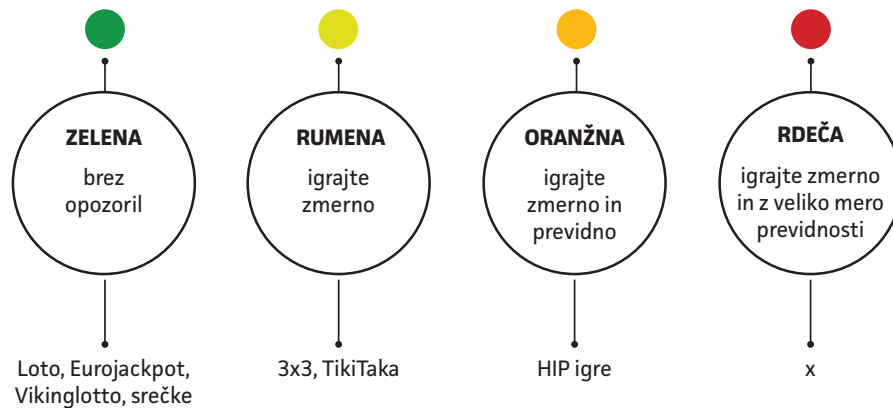 ZELENA
brez
opozoril
Loto, Eurojackpot,
Vikinglotto, srečke
RUMENA
igrajte
zmerno
3x3, TikiTaka
ORANŽNA
igrajte
zmerno in
previdno
HIP igre
RDEČA
igrajte zmerno
in z veliko mero
previdnosti
x